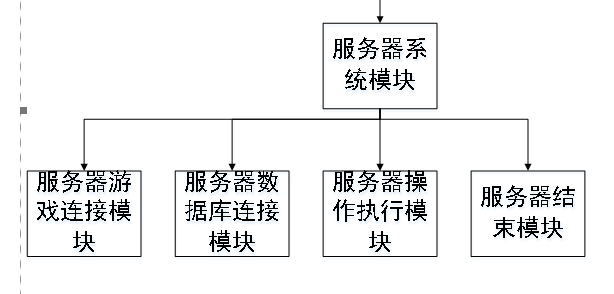 服务器系
统模块
服务器游
戏连接模
块
服务器数
据库连接
模块
服务器操
作执行模
块
服务器结
束模块